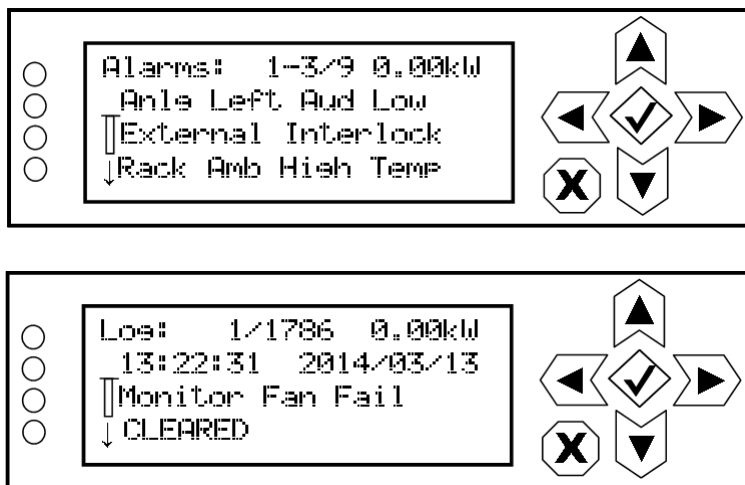 Alarms: 1-3/9 0.00kW
Anlg Left Aud Low
External Interlock
↓Rack Amb High Temp
X
Log: 1/1786 0.00kW
13:22:31 2014/03/13
Monitor Fan Fail
↓ CLEARED
X